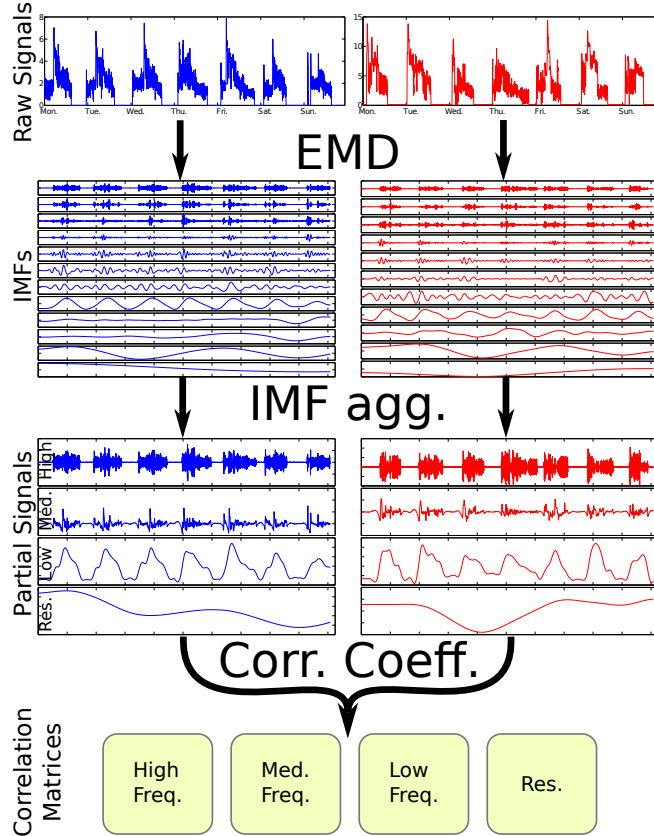 Raw Signals
8
6
4
2
0
Mon. Tue. Wed. Thu. Fri. Sat. Sun.
15
10
5
0
Mon. Tue. Wed. Thu. Fri. Sat. Sun.
EMD
IMFs
IMF agg.
Partial Signals
High
Med.
Low
Res.
Corr. Coeff.
Correlation
Matrices
High
Freq.
Med.
Freq.
Low
Freq.
Res.